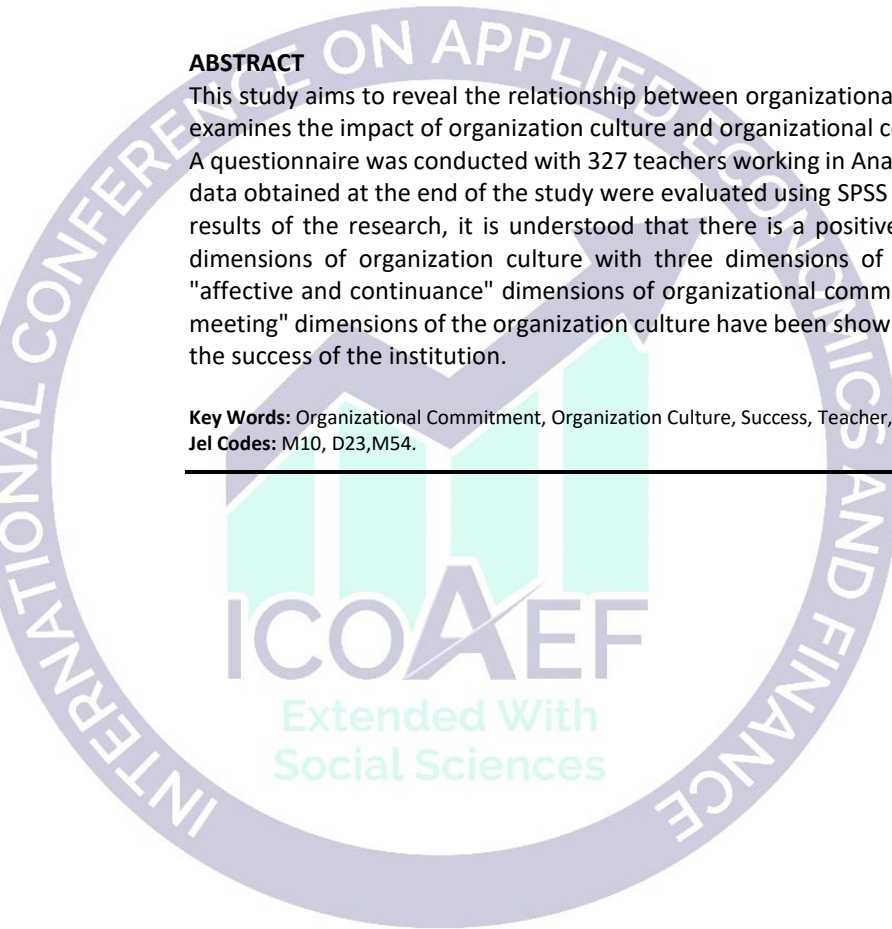 ABSTRACT
This study aims to reveal the relationship between organizationa
examines the impact of organization culture and organizational c
A questionnaire was conducted with 327 teachers working in Ana
data obtained at the end of the study were evaluated using SPSS
results of the research, it is understood that there is a positive
dimensions of organization culture with three dimensions of
"affective and continuance" dimensions of organizational comm
meeting" dimensions of the organization culture have been show
the success of the institution.
Key Words: Organizational Commitment, Organization Culture, Success, Teacher,
Jel Codes: M10, D23,M54.
INTERNATIONAL CONFERENCE ON APPLIED ECONOMICS AND FINANCE
ICOAEF
Extended With
Social Sciences